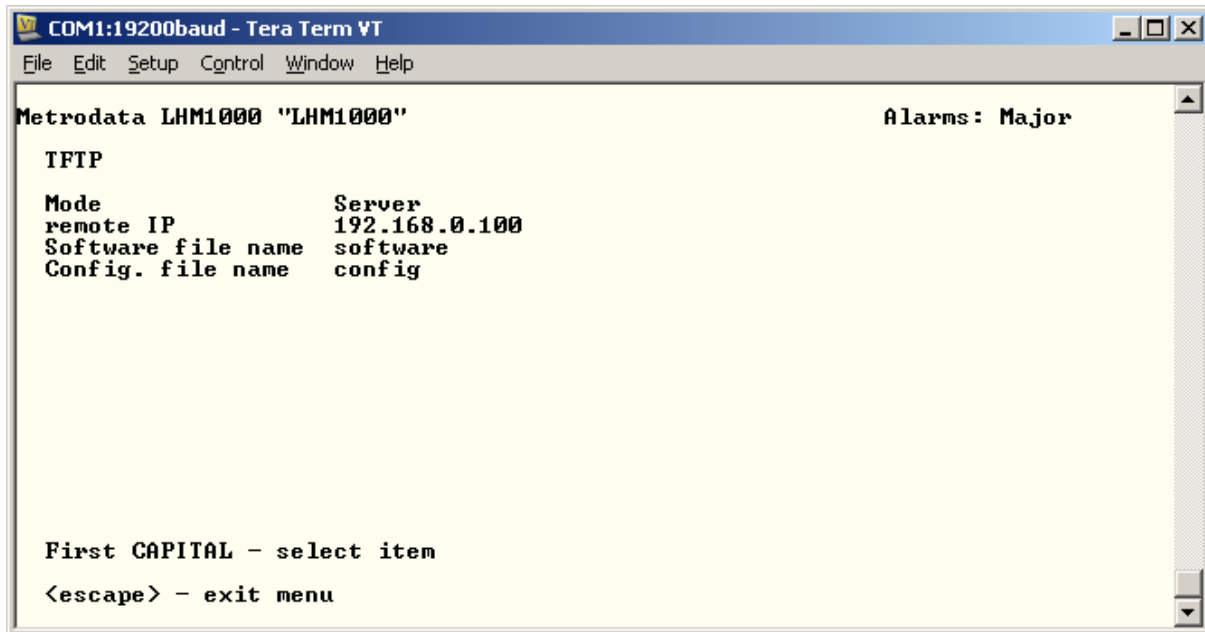 COM1:19200baud - Tera Term VT
File Edit Setup Control Window Help
Metrodata LHM1000 "LHM1000" Alarms: Major
TFTP
Mode Server
remote IP 192.168.0.100
Software file name software
Config. file name config
First CAPITAL - select item
<escape> - exit menu